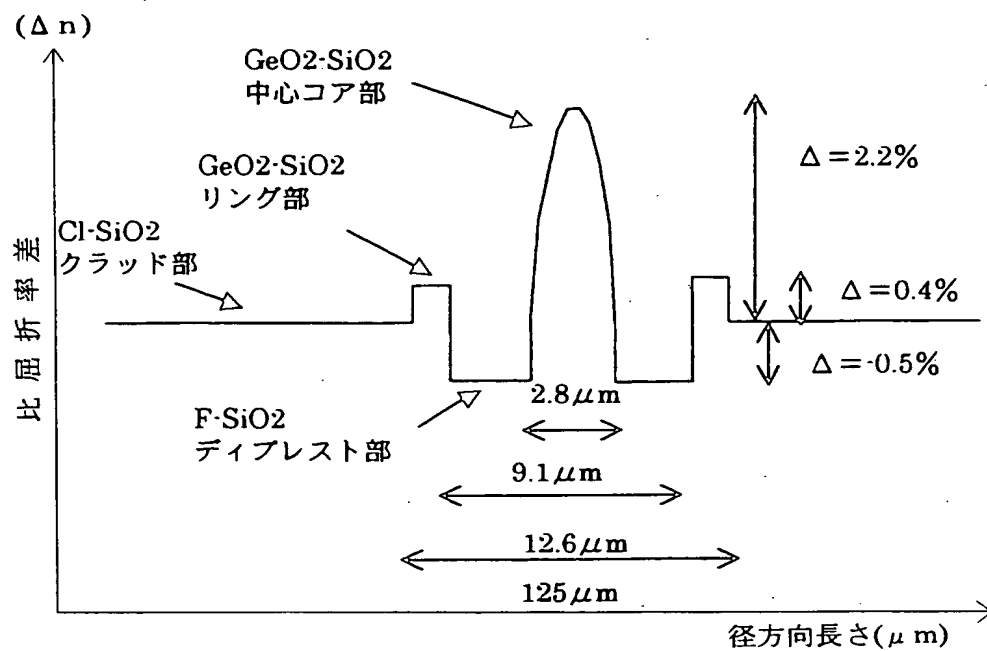 (Δ n)
GeO2-SiO2
中心コア部
GeO2-SiO2
リング部
Cl-SiO2
クラッド部
比屈折率差
Δ=2.2%
Δ=0.4%
Δ=-0.5%
F-SiO2
ディプレスト部
2.8μm
9.1μm
12.6μm
125μm
径方向長さ(μm)